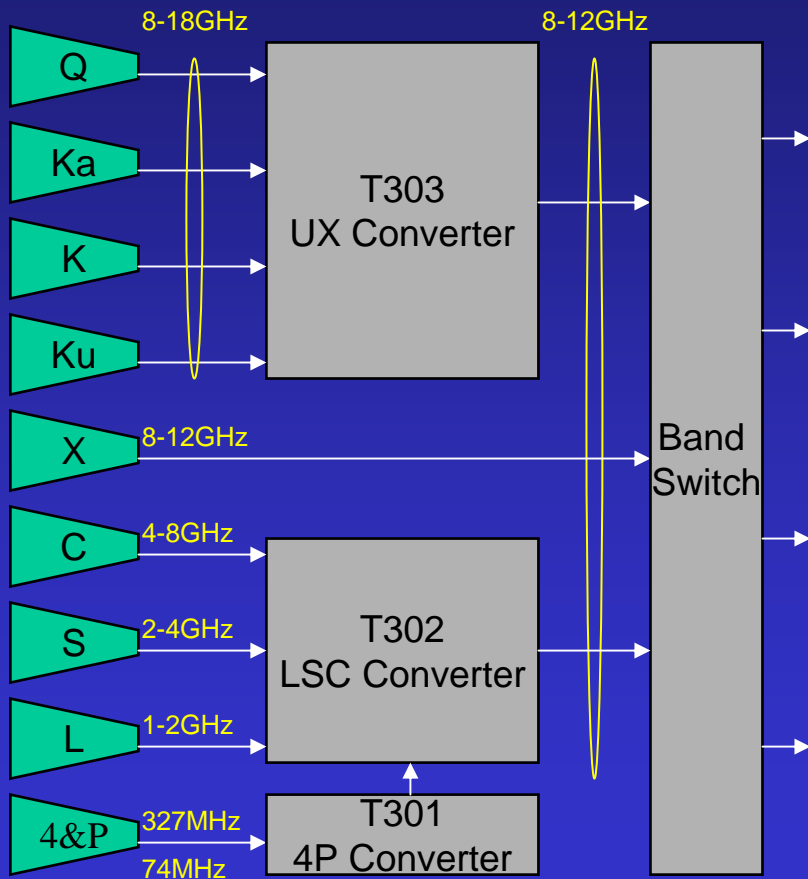 8-18GHz
8-12GHz
Q
Ka
K
Ku
T303
UX Converter
X
8-12GHz
Band
Switch
C
4-8GHz
S
2-4GHz
T302
LSC Converter
L
1-2GHz
4&P
327MHz
74MHz
T301
4P Converter